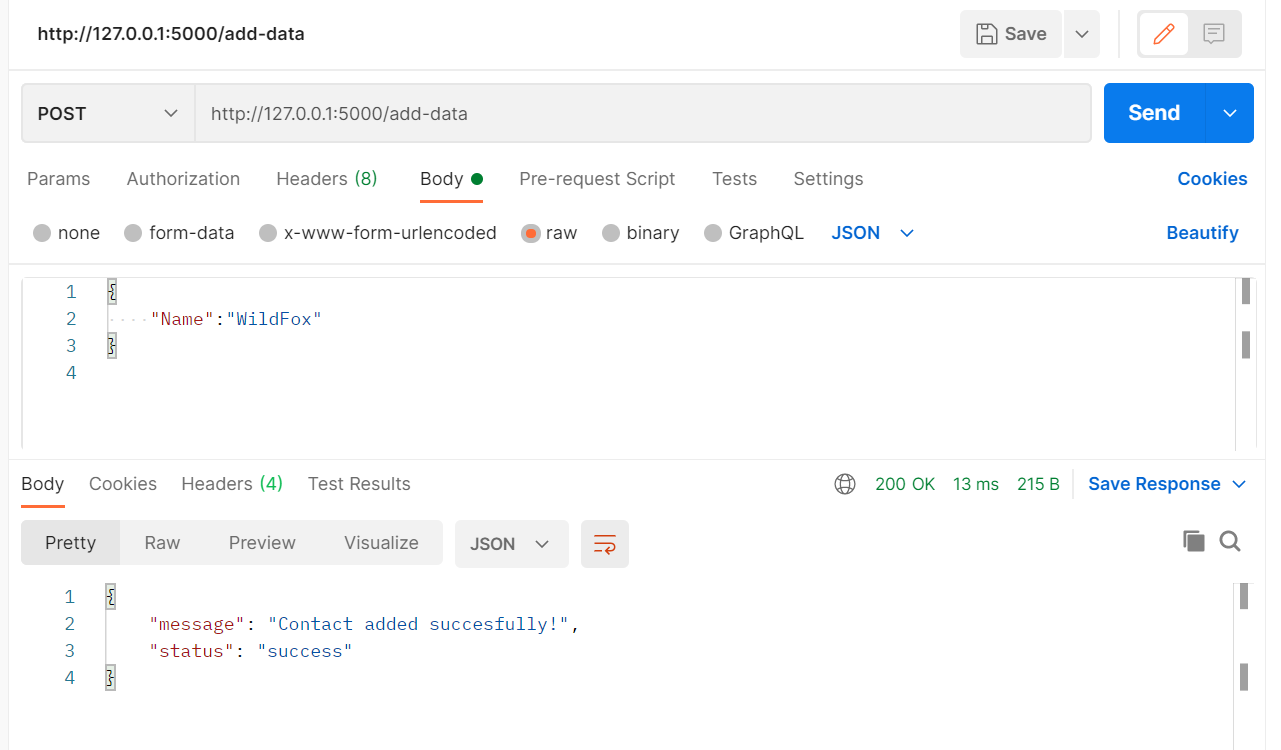 http://127.0.0.1:5000/add-data Save
POST http://127.0.0.1:5000/add-data Send
Params Authorization Headers (8) Body Pre-request Script Tests Settings Cookies
none form-data x-www-form-urlencoded raw binary GraphQL JSON Beautify
1 {
2 "Name":"WildFox"
3 }
4
Body Cookies Headers (4) Test Results 200 OK 13 ms 215 B Save Response
Pretty Raw Preview Visualize JSON
1 {
2 "message": "Contact added succesfully!",
3 "status": "success"
4 }